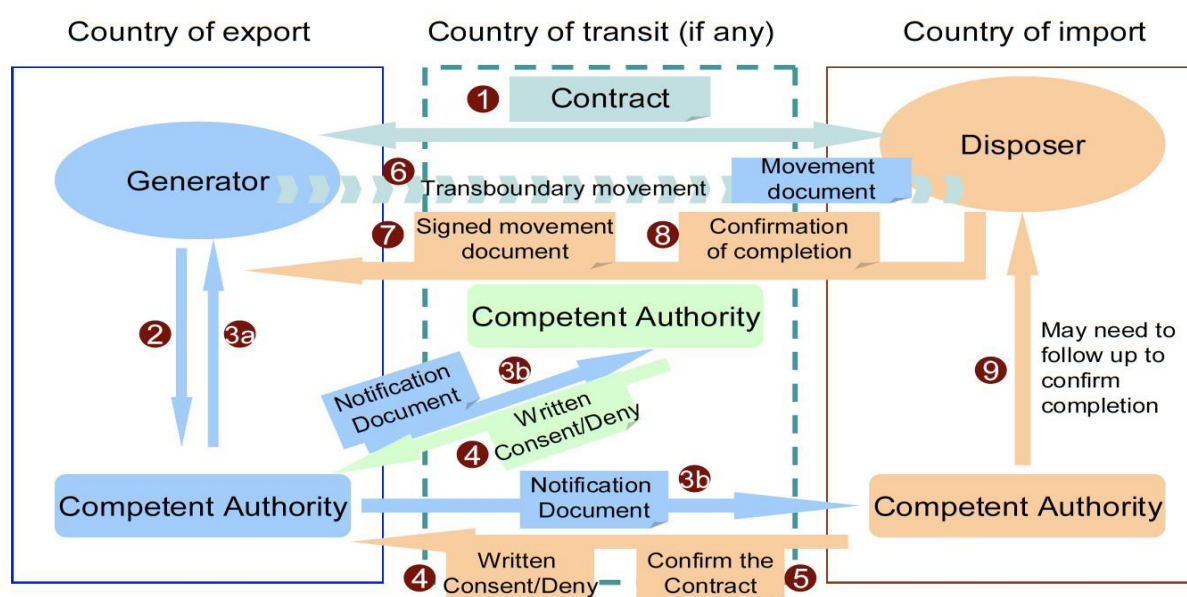 Country of export
Country of transit (if any)
Country of import
1
Contract
Generator
Disposer
6
Transboundary movement
Movement
document
7
Signed movement
document
8
Confirmation
of completion
2
3a
Competent Authority
3b
Notification
Document
Written
Consent/Deny
4
9
May need to
follow up to
confirm
completion
Competent Authority
Notification
Document
3b
Competent Authority
4
Written
Consent/Deny
Confirm the
Contract
5